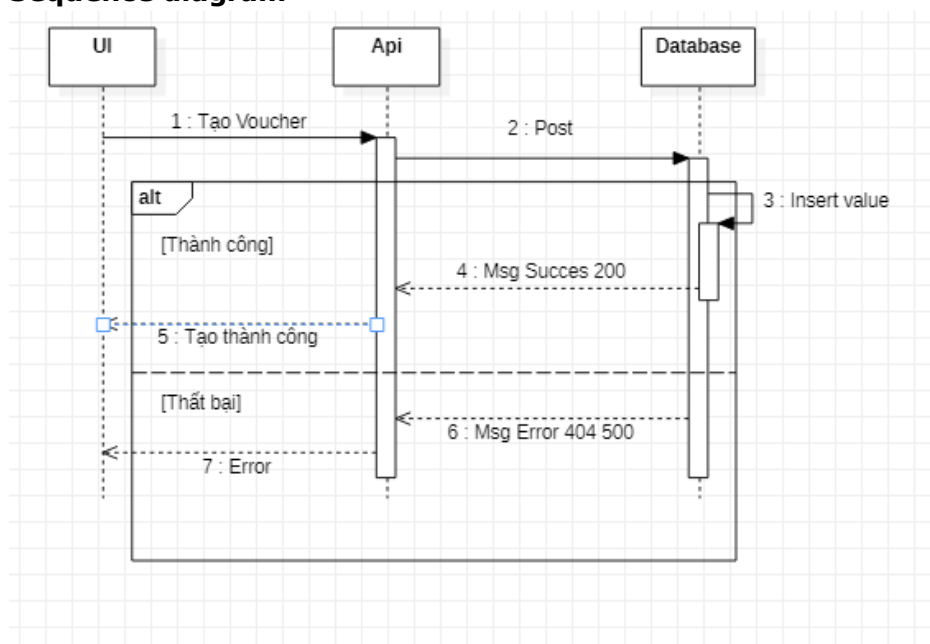 Sequence diagram
UI
Api
Database
1 : Tạo Voucher
2 : Post
alt
3 : Insert value
[Thành công]
4 : Msg Succes 200
5 : Tạo thành công
[Thất bại]
6 : Msg Error 404 500
7 : Error